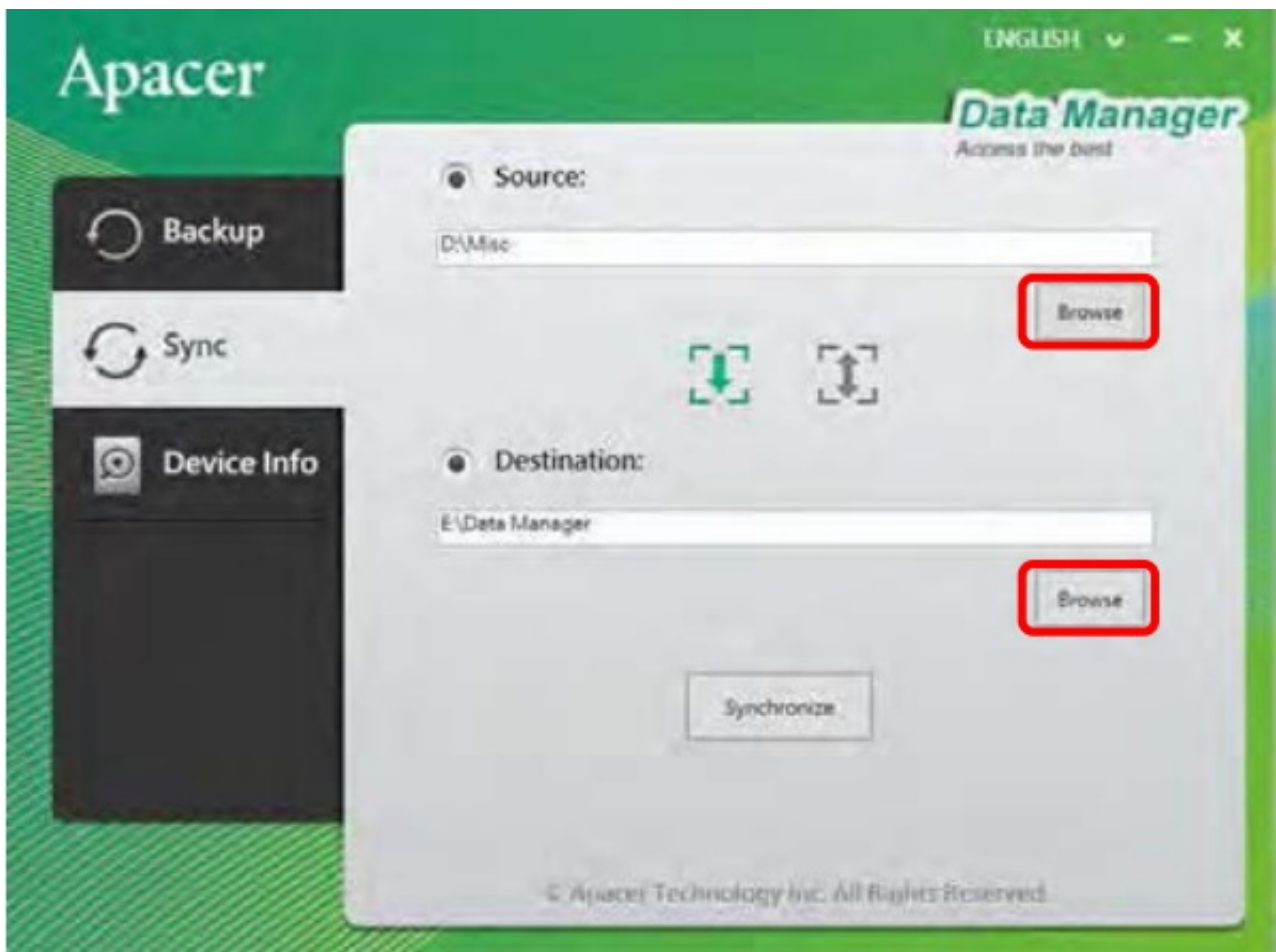 ENGLISH
Apacer
Data Manager
Access the best
Source:
Backup
D:\Misc
Browse
Sync
Destination:
Device Info
E:\Data Manager
Browse
Synchronize
© Apacer Technology Inc. All Rights Reserved.